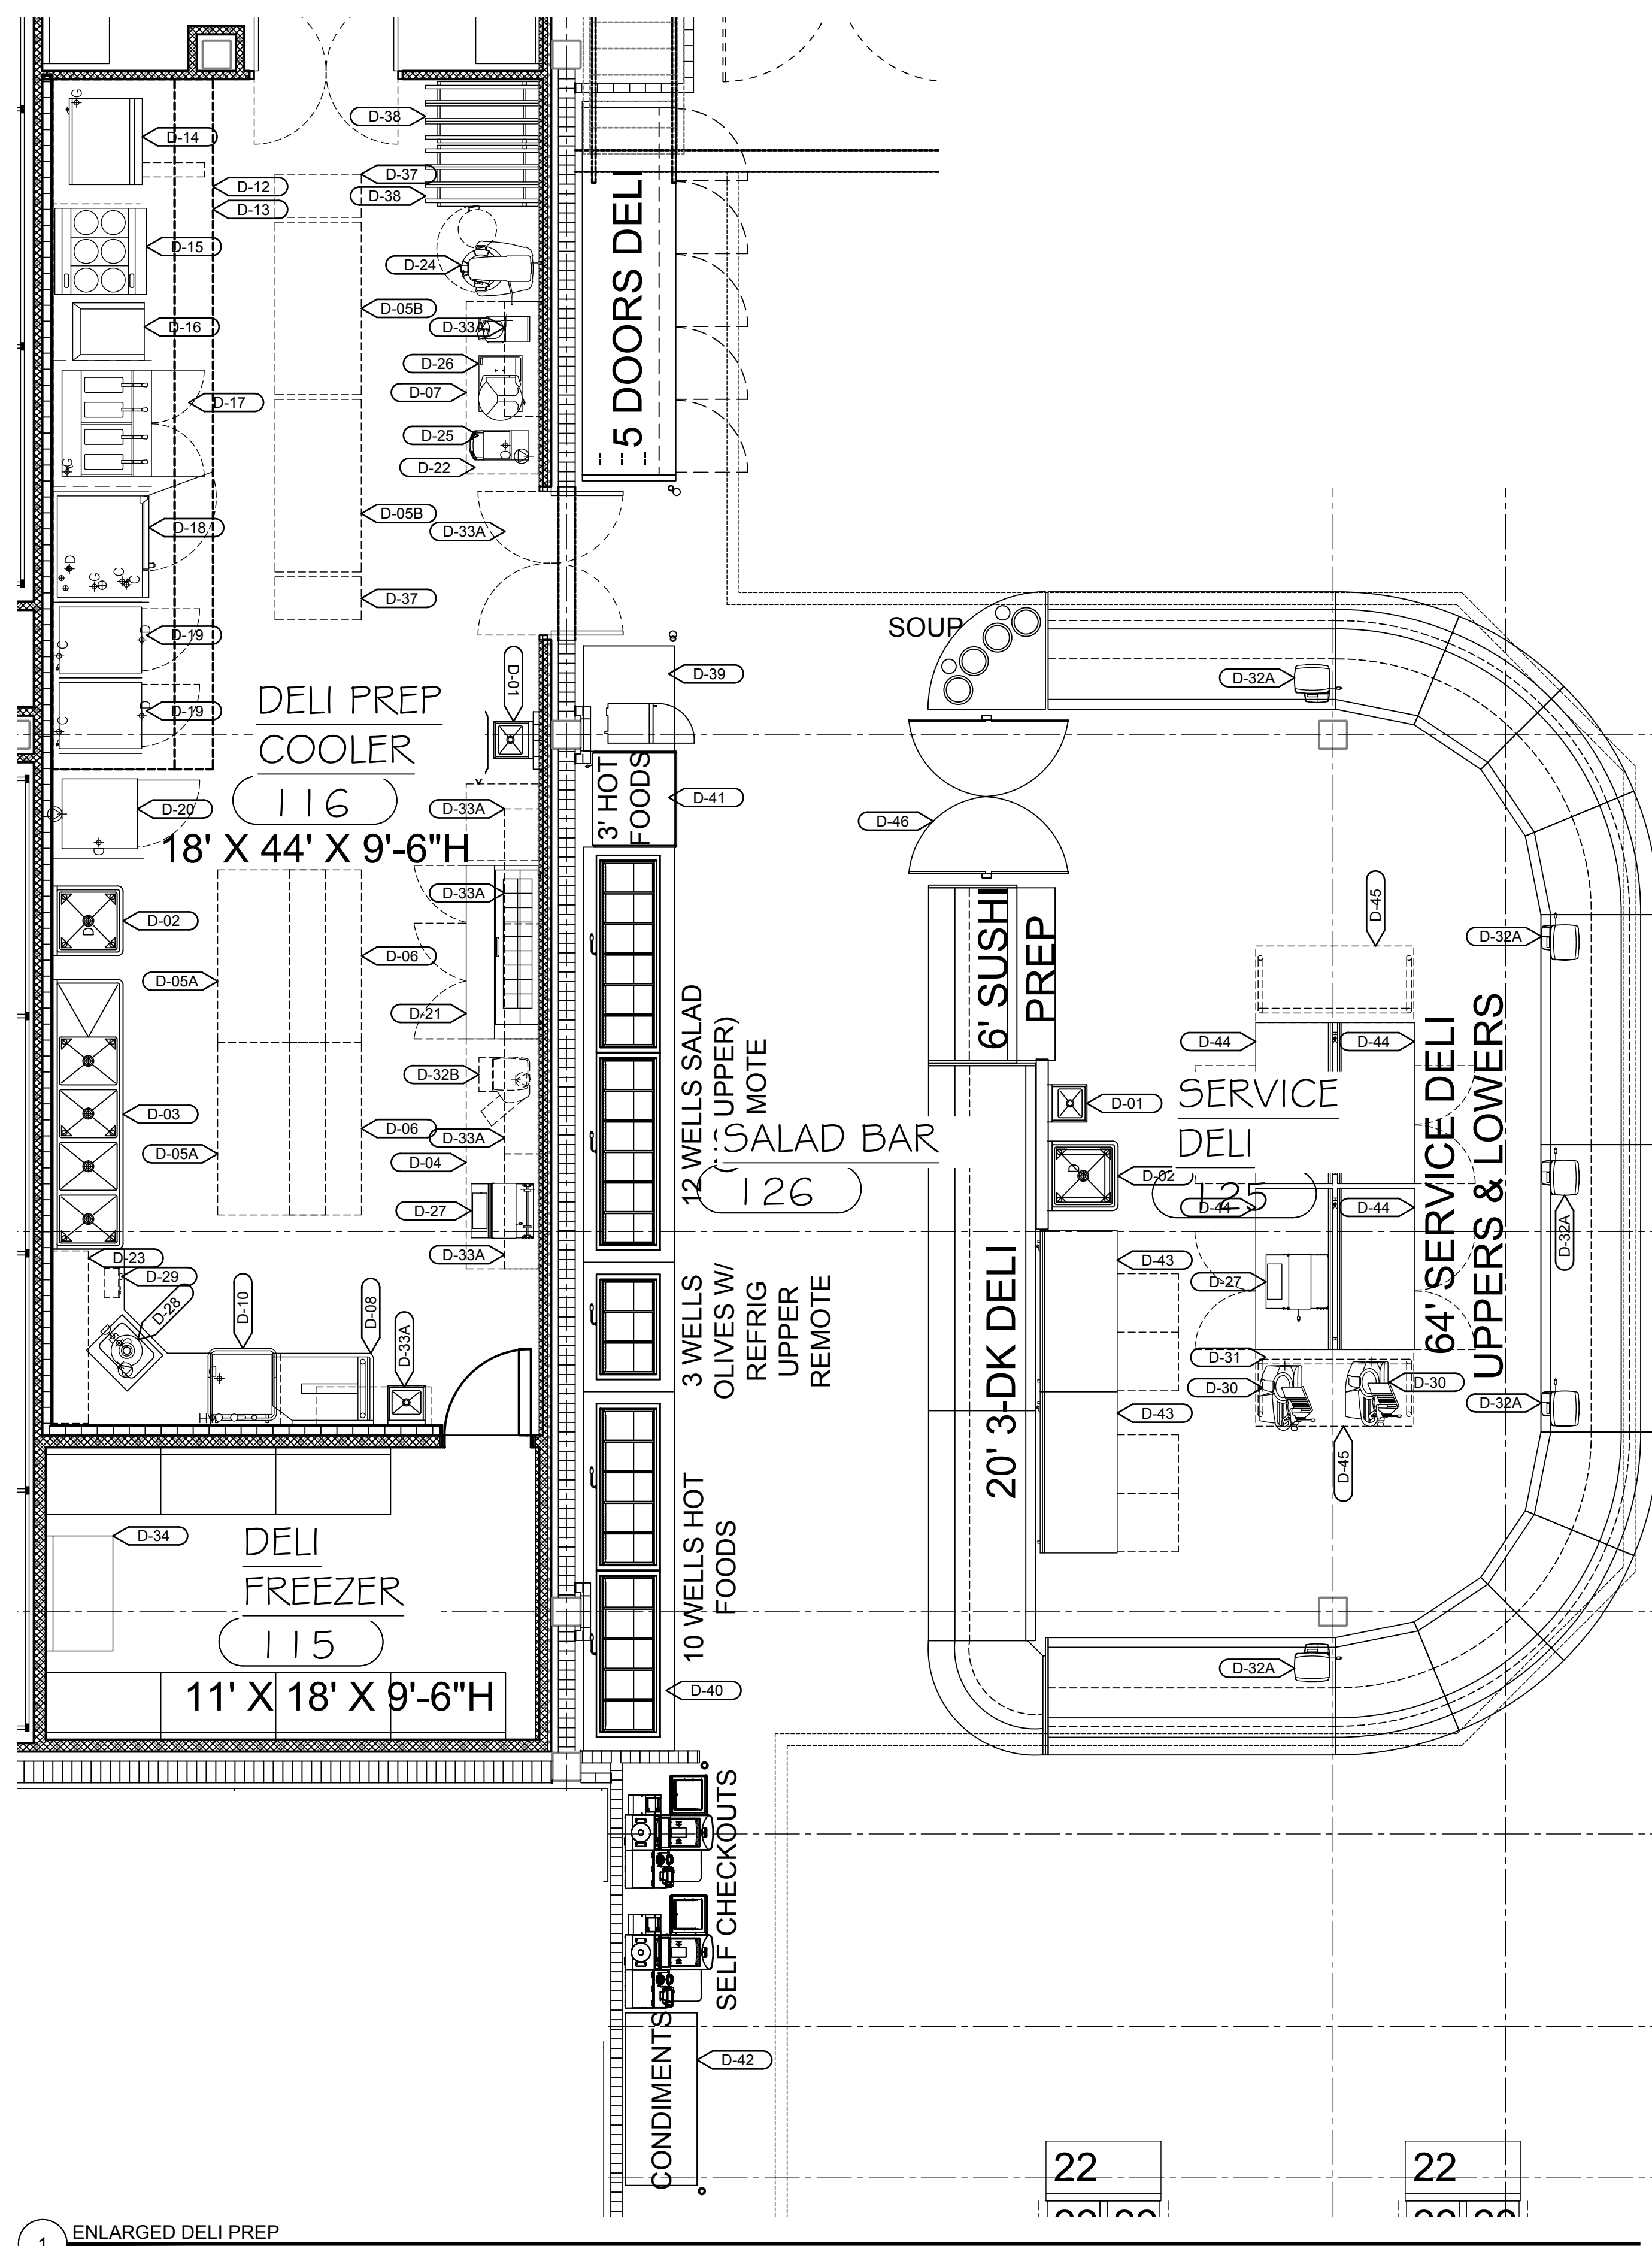 G
D-38
D-14
D-37
D-12
D-38
D-13
5 DOORS DELI
D-15
D-24
D-05B
D-16
D-33A
D-26
D-07
D-17
D-25
G
D-22
D-18
D-05B
D-33A
D
G
C
C
D-37
D-19
D
C
SOUP
D-01
D-39
D-32A
D-19
D
C
DELI PREP
COOLER
116
18' X 44' X 9'-6"H
D-20
D-33A
3' HOT
FOODS
D-41
D-46
D-33A
D-02
D
6' SUSHI
PREP
D-45
D-32A
D-06
D-05A
D-21
12 WELLS SALAD
UPPER)
MOTE
D-44
D-44
D-32B
D-01
SERVICE
DELI
125
64' SERVICE DELI
UPPERS & LOWERS
D-03
D-06
D-33A
SALAD BAR
126
D-05A
D-04
D-02
D
D-44
D-44
D-32A
D-27
D-33A
D-23
D-29
D-28
D-10
D-08
D-33A
3 WELLS
OLIVES W/
REFRIG
UPPER
REMOTE
20' 3-DK DELI
D-43
D-27
D-31
D-30
D-30
D-32A
D-43
D-45
D-34
DELI
FREEZER
115
11' X 18' X 9'-6"H
10 WELLS HOT
FOODS
D-40
D-32A
SELF CHECKOUTS
CONDIMENTS
D-42
22
22
1
ENLARGED DELI PREP